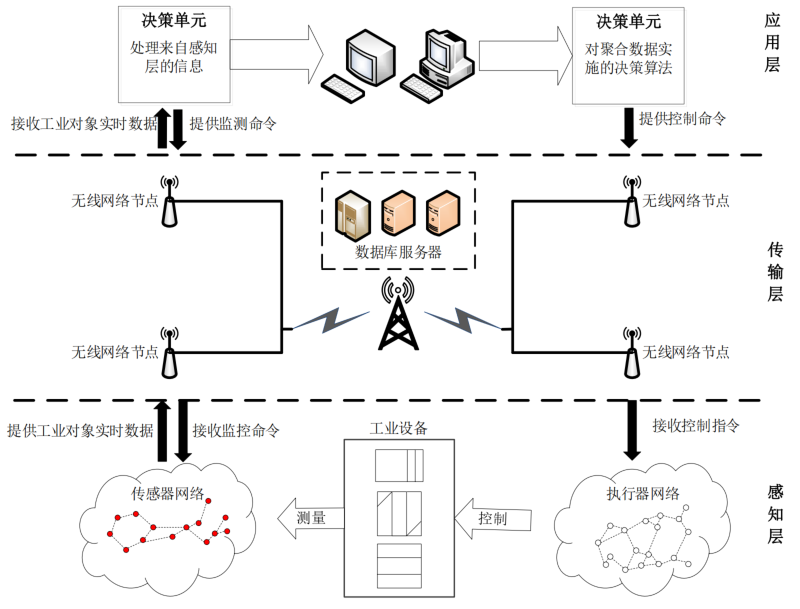 决策单元
处理来自感知
层的信息
决策单元
对聚合数据实
施的决策算法
应用层
接收工业对象实时数据
提供监测命令
提供控制命令
无线网络节点
数据库服务器
无线网络节点
传输层
无线网络节点
无线网络节点
提供工业对象实时数据
接收监控命令
工业设备
接收控制指令
传感器网络
测量
控制
执行器网络
感知层